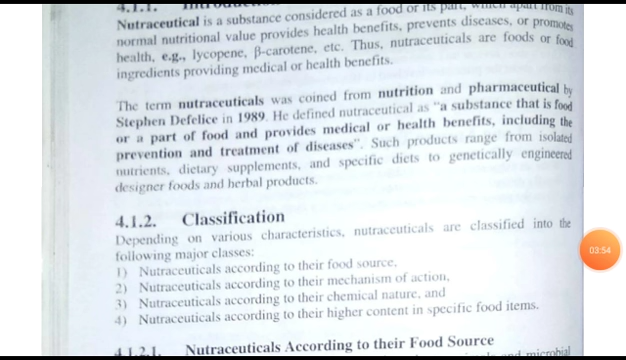 4.1.1. Introduction
Nutraceutical is a substance considered as a food or its part, which apart from its
normal nutritional value provides health benefits, prevents diseases, or promotes
health, e.g., lycopene, β-carotene, etc. Thus, nutraceuticals are foods or food
ingredients providing medical or health benefits.
The term nutraceuticals was coined from nutrition and pharmaceutical by
Stephen Defelice in 1989. He defined nutraceutical as "a substance that is food
or a part of food and provides medical or health benefits, including the
prevention and treatment of diseases". Such products range from isolated
nutrients, dietary supplements, and specific diets to genetically engineered
designer foods and herbal products.
4.1.2. Classification
Depending on various characteristics, nutraceuticals are classified into the
following major classes:
1) Nutraceuticals according to their food source,
2) Nutraceuticals according to their mechanism of action,
3) Nutraceuticals according to their chemical nature, and
4) Nutraceuticals according to their higher content in specific food items.
4.1.2.1. Nutraceuticals According to their Food Source
microbial
03:54